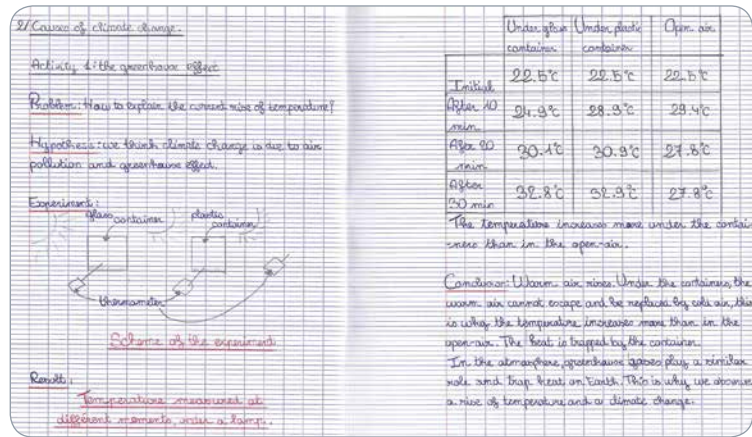 2/ Causes of climate change.
Activity 1: the greenhouse effect
Problem: How to explain the current rise of temperature?
Hypothesis: we think climate change is due to air
pollution and greenhouse effect.
Experiment:
glass container
plastic container
thermometer
Scheme of the experiment
Result:
Temperature measured at
different moments, under a lamp.
Under glass container Under plastic container Open air
Initial 22.5°C 22.5°C 22.5°C
After 10 min 24.9°C 28.9°C 29.4°C
After 20 min 30.1°C 30.9°C 27.8°C
After 30 min 32.8°C 32.9°C 27.8°C
The temperature increases more under the contai-
-ners than in the open-air.
Conclusion: Warm air rises. Under the containers, the
warm air cannot escape and be replaced by cold air, this
is why the temperature increases more than in the
open-air. The heat is trapped by the container.
In the atmosphere, greenhouse gases play a similar
role and trap heat on Earth. This is why we observe
a rise of temperature and a climate change.